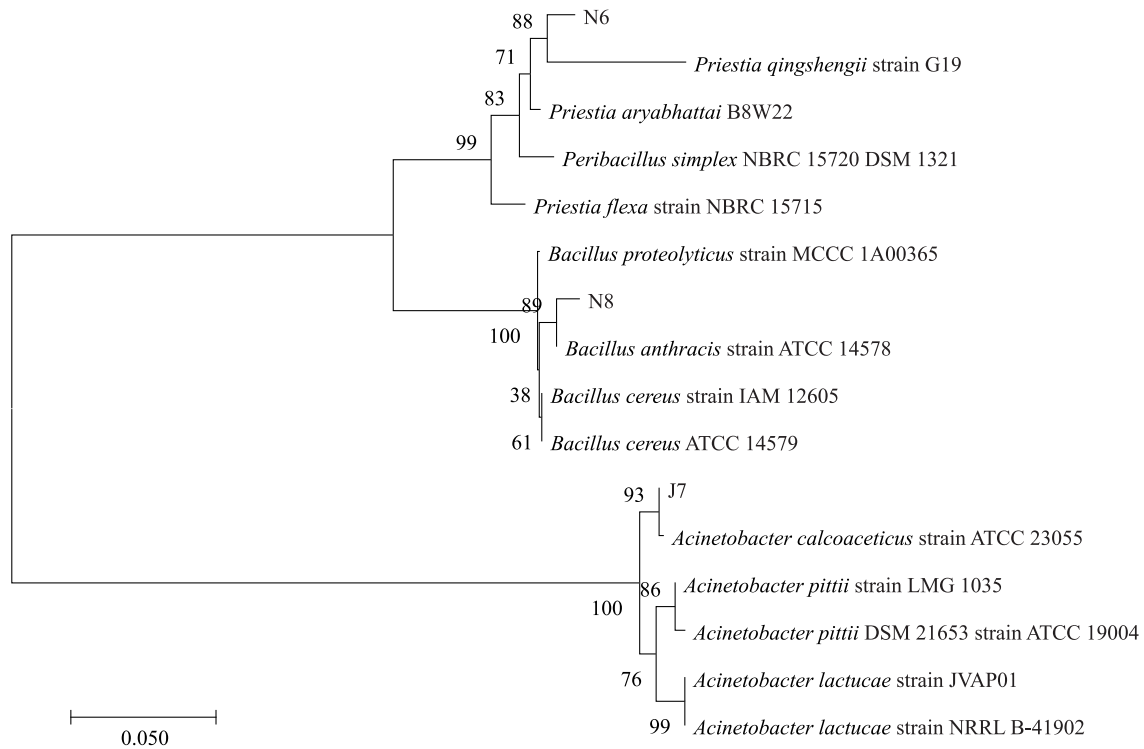 88
N6
71
Priestia qingshengii strain G19
83
Priestia aryabhattai B8W22
99
Peribacillus simplex NBRC 15720 DSM 1321
Priestia flexa strain NBRC 15715
Bacillus proteolyticus strain MCCC 1A00365
89
N8
100
Bacillus anthracis strain ATCC 14578
38
Bacillus cereus strain IAM 12605
61
Bacillus cereus ATCC 14579
93
J7
Acinetobacter calcoaceticus strain ATCC 23055
86
Acinetobacter pittii strain LMG 1035
100
Acinetobacter pittii DSM 21653 strain ATCC 19004
76
Acinetobacter lactucae strain JVAP01
99
Acinetobacter lactucae strain NRRL B-41902
0.050